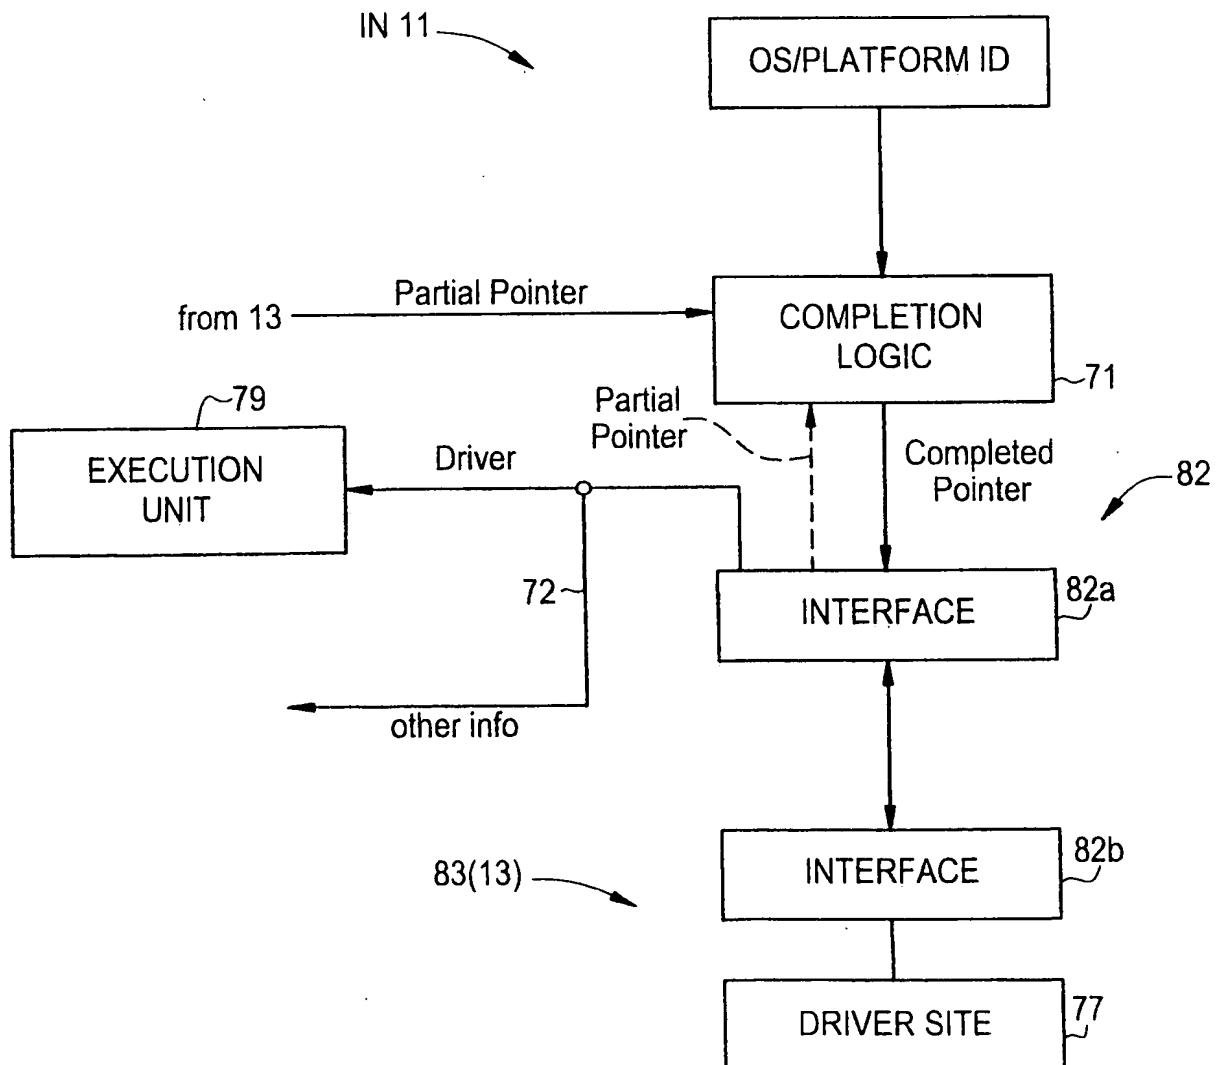 IN 11
OS/PLATFORM ID
Partial Pointer
from 13
COMPLETION
LOGIC
71
79
Partial
Pointer
EXECUTION
UNIT
Driver
Completed
Pointer
82
72
INTERFACE
82a
other info
83(13)
INTERFACE
82b
DRIVER SITE
77